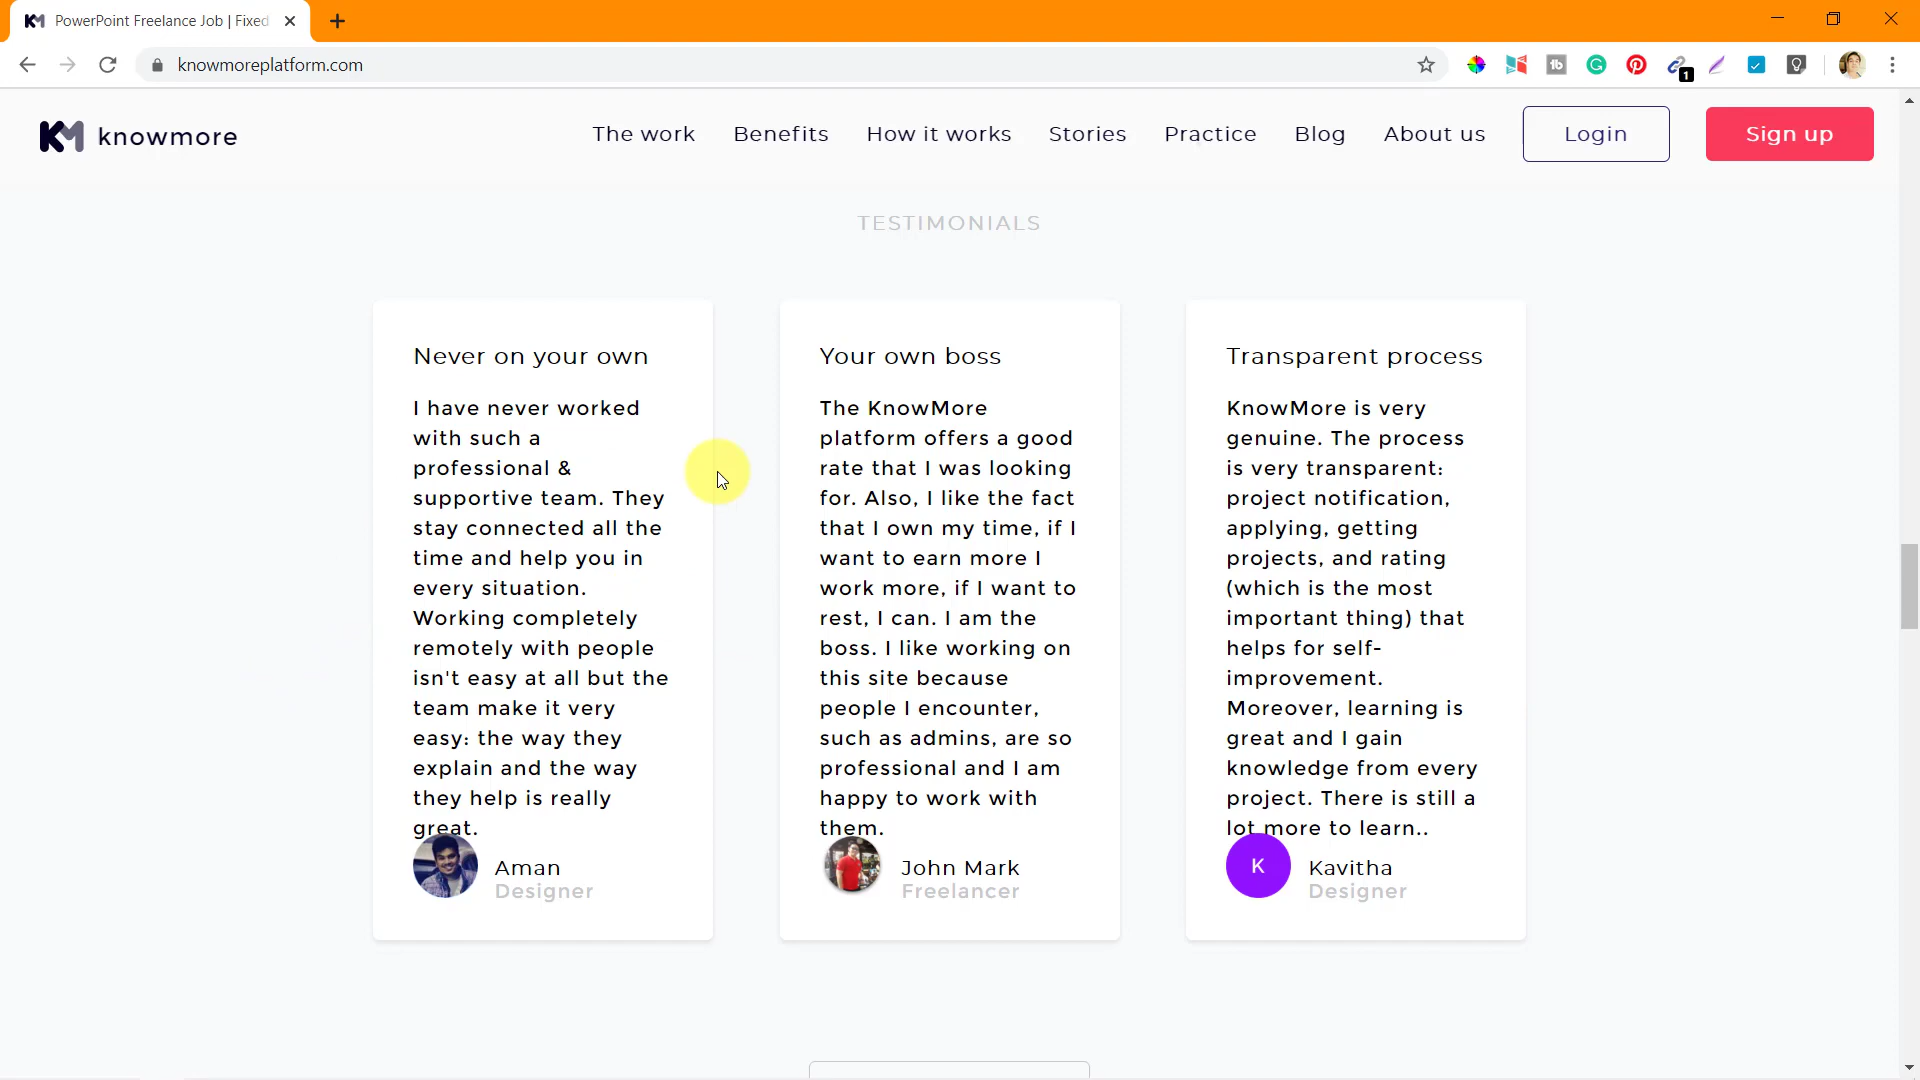 PowerPoint Freelance Job | Fixed
knowmoreplatform.com
1
KM knowmore
The work
Benefits
How it works
Stories
Practice
Blog
About us
Login
Sign up
TESTIMONIALS
Never on your own
I have never worked
with such a
professional &
supportive team. They
stay connected all the
time and help you in
every situation.
Working completely
remotely with people
isn't easy at all but the
team make it very
easy: the way they
explain and the way
they help is really
great.
Aman
Designer
Your own boss
The KnowMore
platform offers a good
rate that I was looking
for. Also, I like the fact
that I own my time, if I
want to earn more I
work more, if I want to
rest, I can. I am the
boss. I like working on
this site because
people I encounter,
such as admins, are so
professional and I am
happy to work with
them.
John Mark
Freelancer
Transparent process
KnowMore is very
genuine. The process
is very transparent:
project notification,
applying, getting
projects, and rating
(which is the most
important thing) that
helps for self-
improvement.
Moreover, learning is
great and I gain
knowledge from every
project. There is still a
lot more to learn..
K
Kavitha
Designer